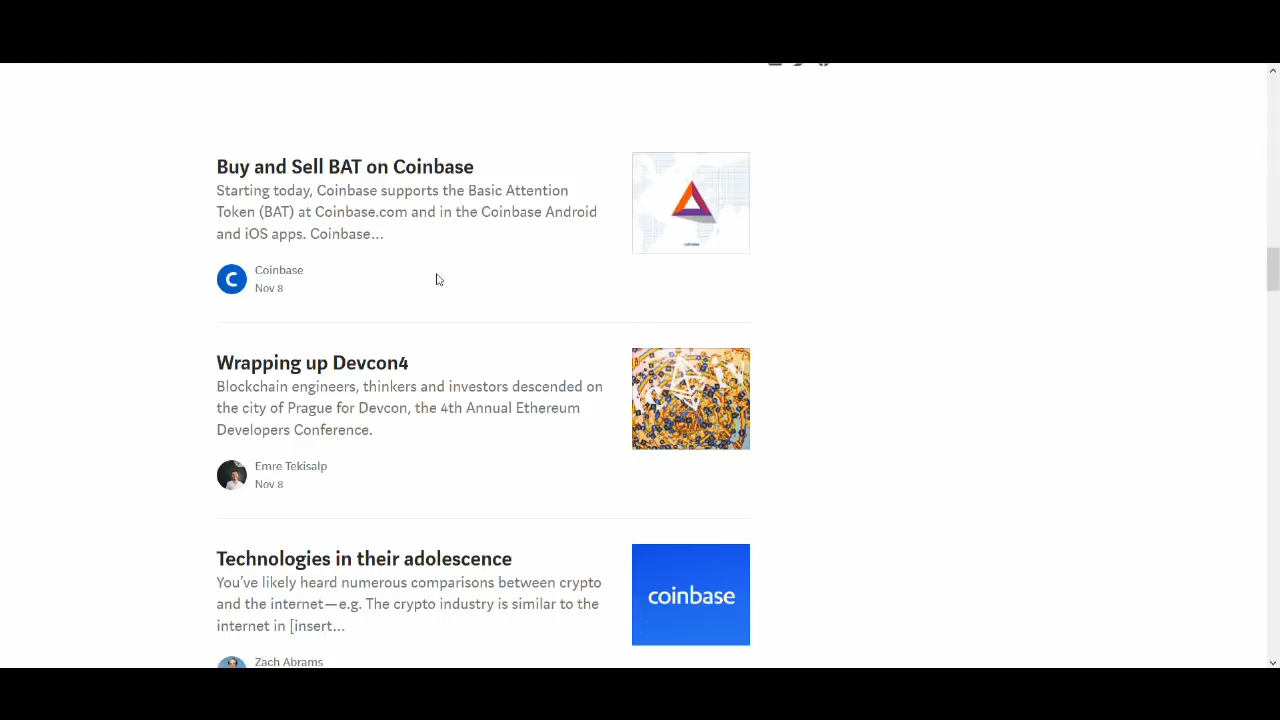 Buy and Sell BAT on Coinbase
Starting today, Coinbase supports the Basic Attention
Token (BAT) at Coinbase.com and in the Coinbase Android
and iOS apps. Coinbase…
Coinbase
Nov 8
Wrapping up Devcon4
Blockchain engineers, thinkers and investors descended on
the city of Prague for Devcon, the 4th Annual Ethereum
Developers Conference.
Emre Tekisalp
Nov 8
Technologies in their adolescence
You’ve likely heard numerous comparisons between crypto
and the internet — e.g. The crypto industry is similar to the
internet in [insert…
coinbase
Zach Abrams